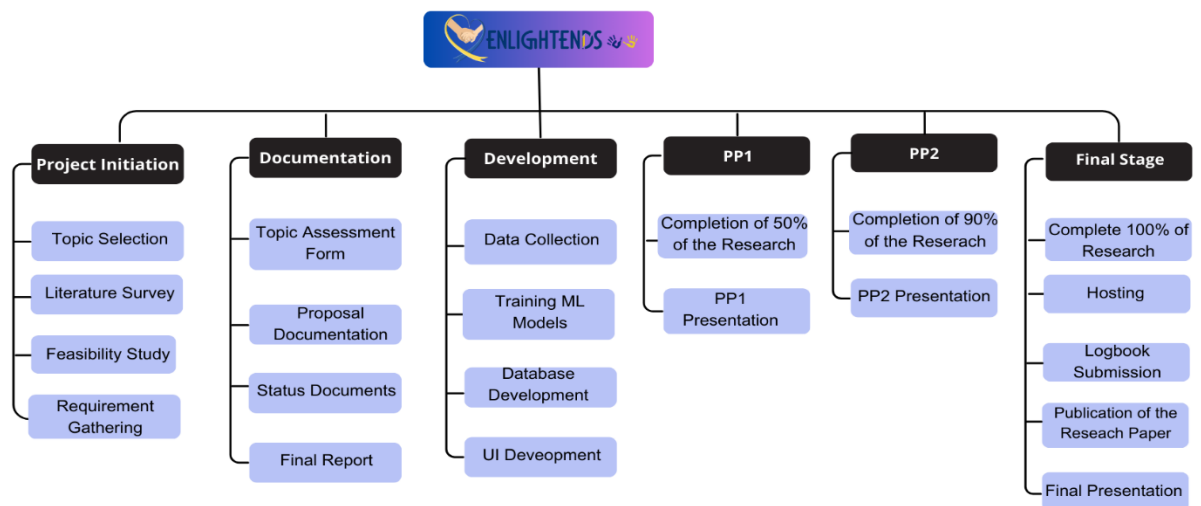 ENLIGHTENDS
Project Initiation
Topic Selection
Literature Survey
Feasibility Study
Requirement
Gathering
Documentation
Topic Assessment
Form
Proposal
Documentation
Status Documents
Final Report
Development
Data Collection
Training ML
Models
Database
Development
UI Deveopment
PP1
Completion of 50%
of the Research
PP1
Presentation
PP2
Completion of 90%
of the Reserach
PP2 Presentation
Final Stage
Complete 100% of
Research
Hosting
Logbook
Submission
Publication of the
Reseach Paper
Final Presentation